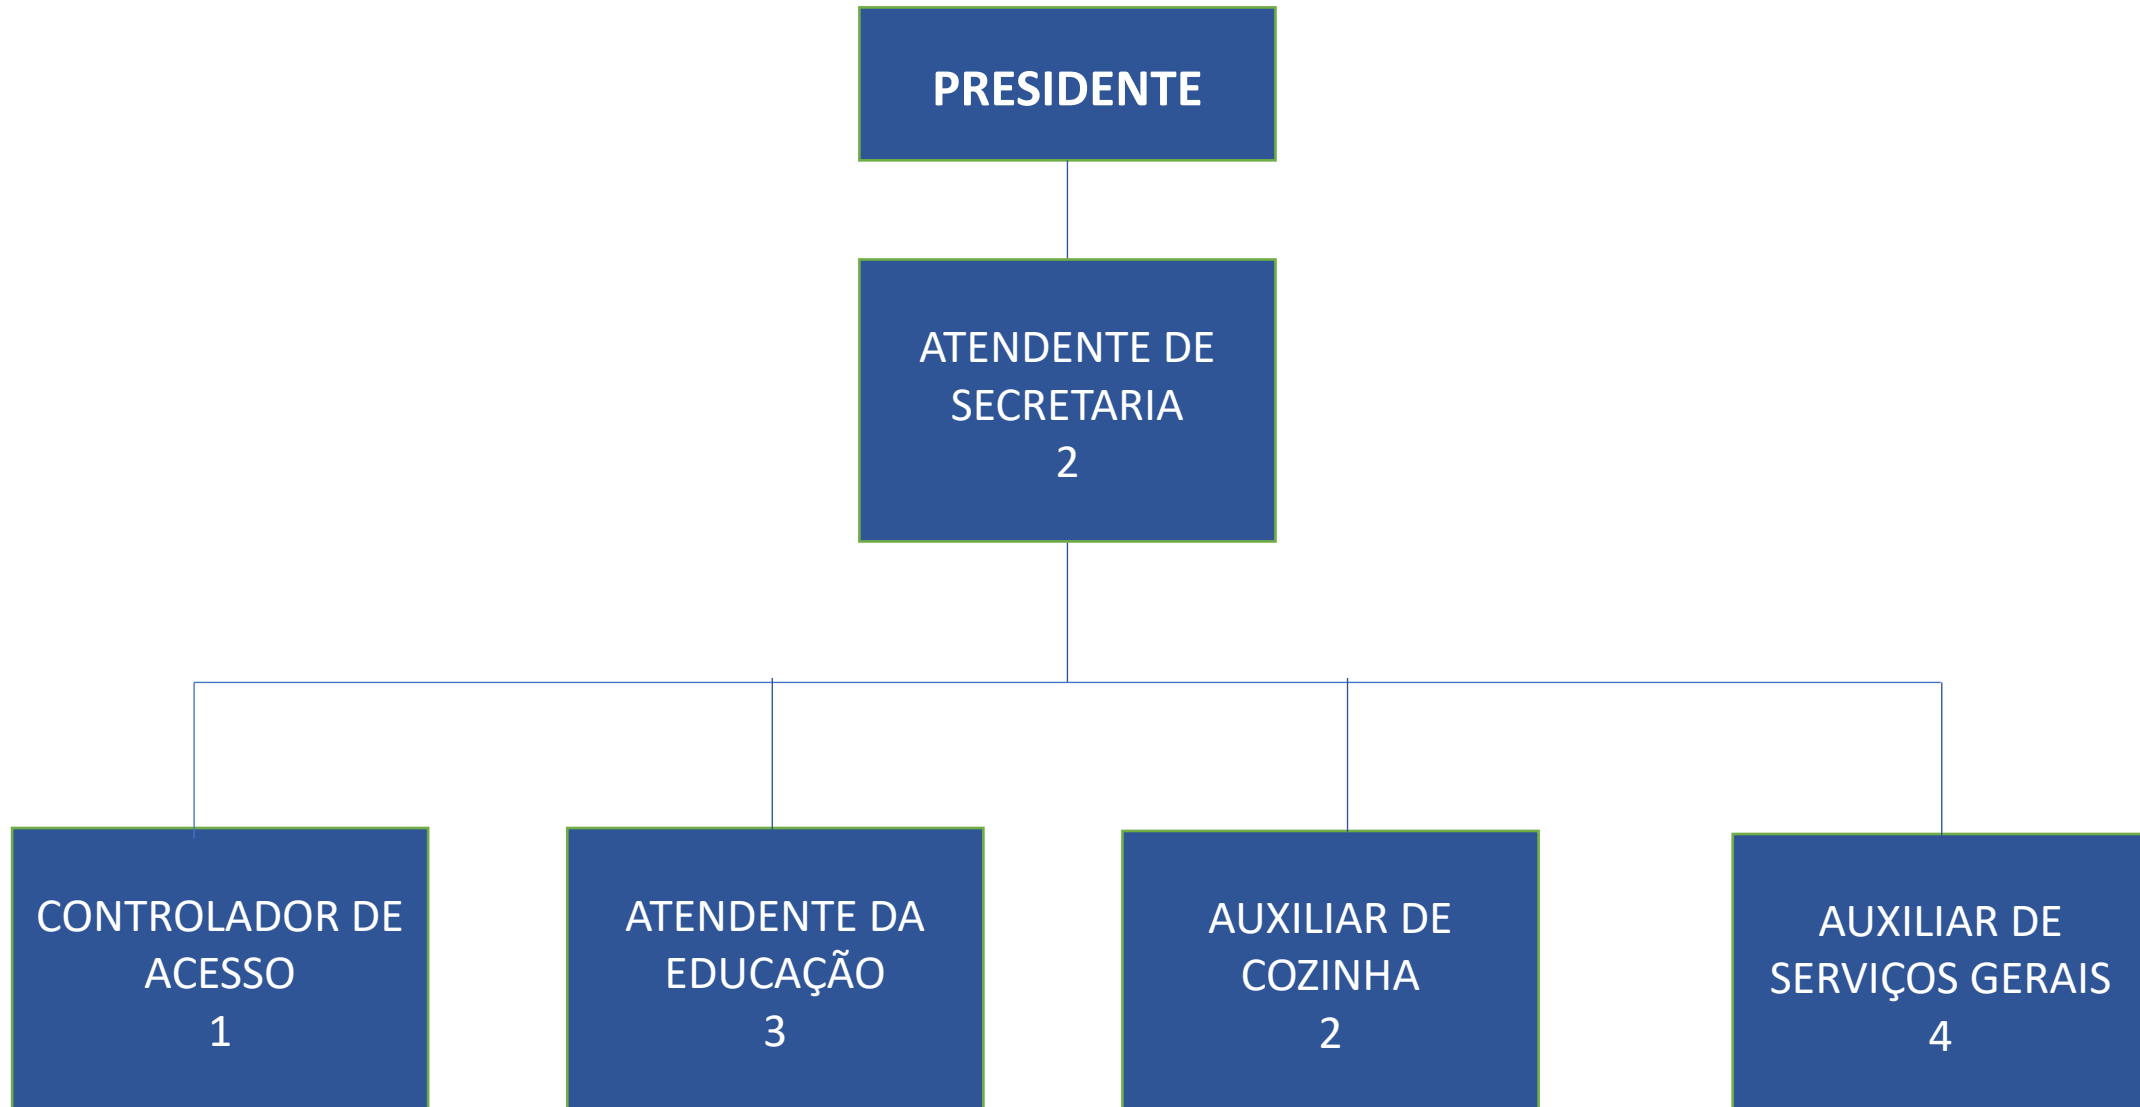 PRESIDENTE
ATENDENTE DE
SECRETARIA
2
CONTROLADOR DE
ACESSO
1
ATENDENTE DA
EDUCAÇÃO
3
AUXILIAR DE
COZINHA
2
AUXILIAR DE
SERVIÇOS GERAIS
4